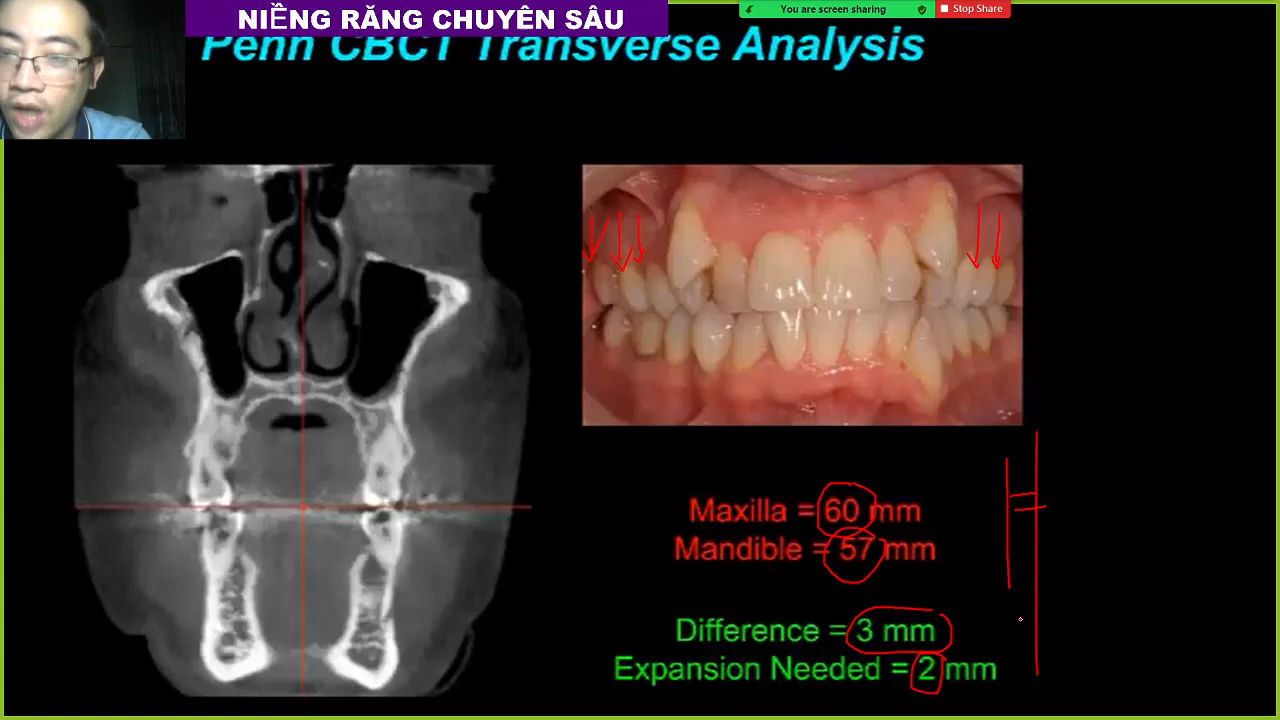 NIỀNG RĂNG CHUYÊN SÂU
You are screen sharing
Stop Share
Penn CBCT Transverse Analysis
Maxilla = 60 mm
Mandible = 57 mm
Difference = 3 mm
Expansion Needed = 2 mm